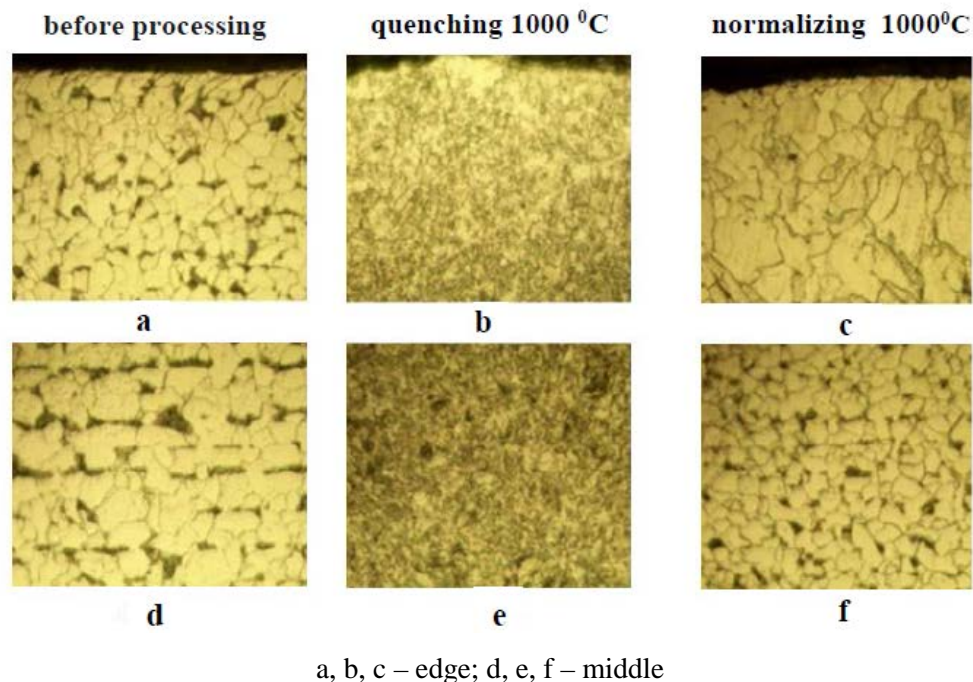 before processing
quenching 1000 ⁰C
normalizing 1000⁰C
a
b
c
d
e
f
a, b, c – edge; d, e, f – middle